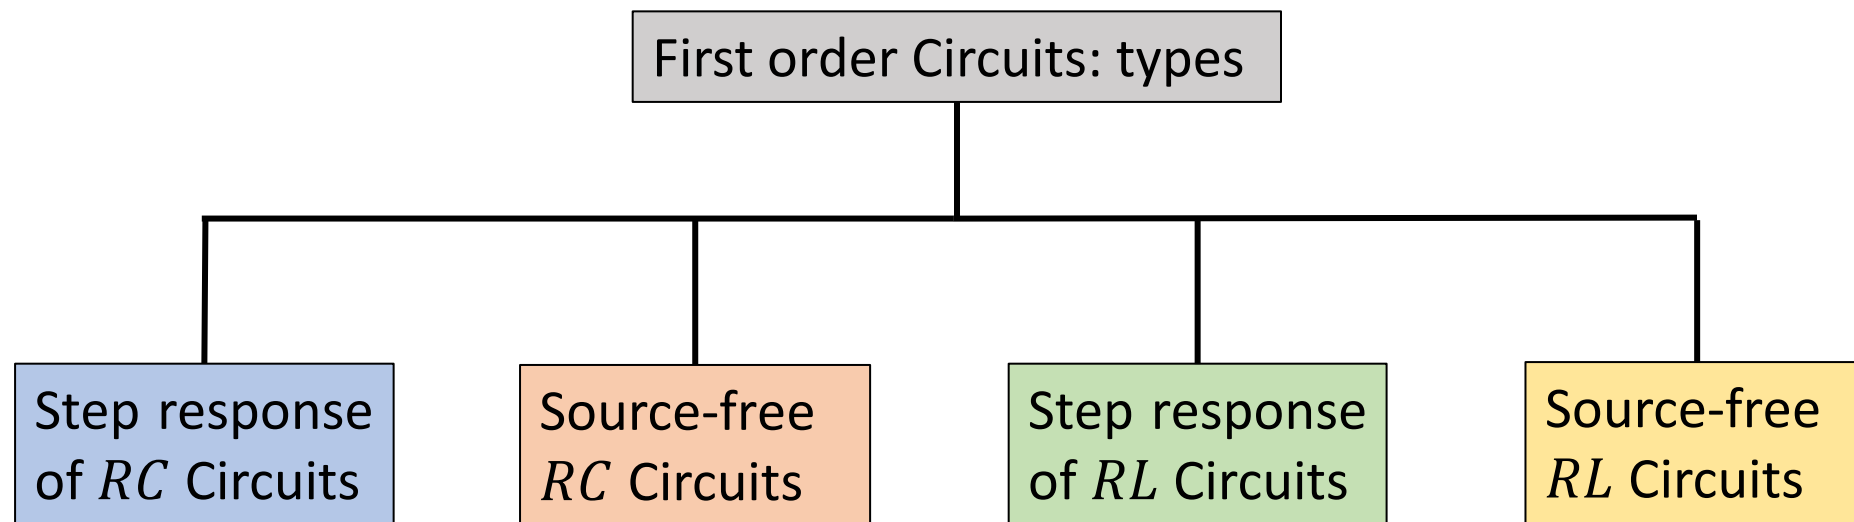 First order Circuits: types
Step response
of RC Circuits
Source-free
RC Circuits
Step response
of RL Circuits
Source-free
RL Circuits